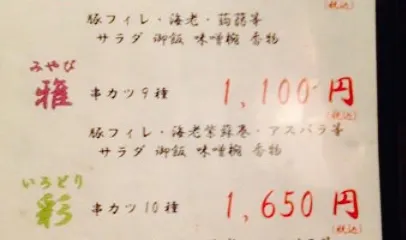 (税込)
豚フィレ・海老・蒟蒻等
サラダ 御飯 味噌椀 香物
みやび
雅 串カツ9種 1,100円
(税込)
豚フィレ・海老紫蘇巻・アスパラ等
サラダ 御飯 味噌椀 香物
いろどり
彩 串カツ10種 1,650円
(税込)